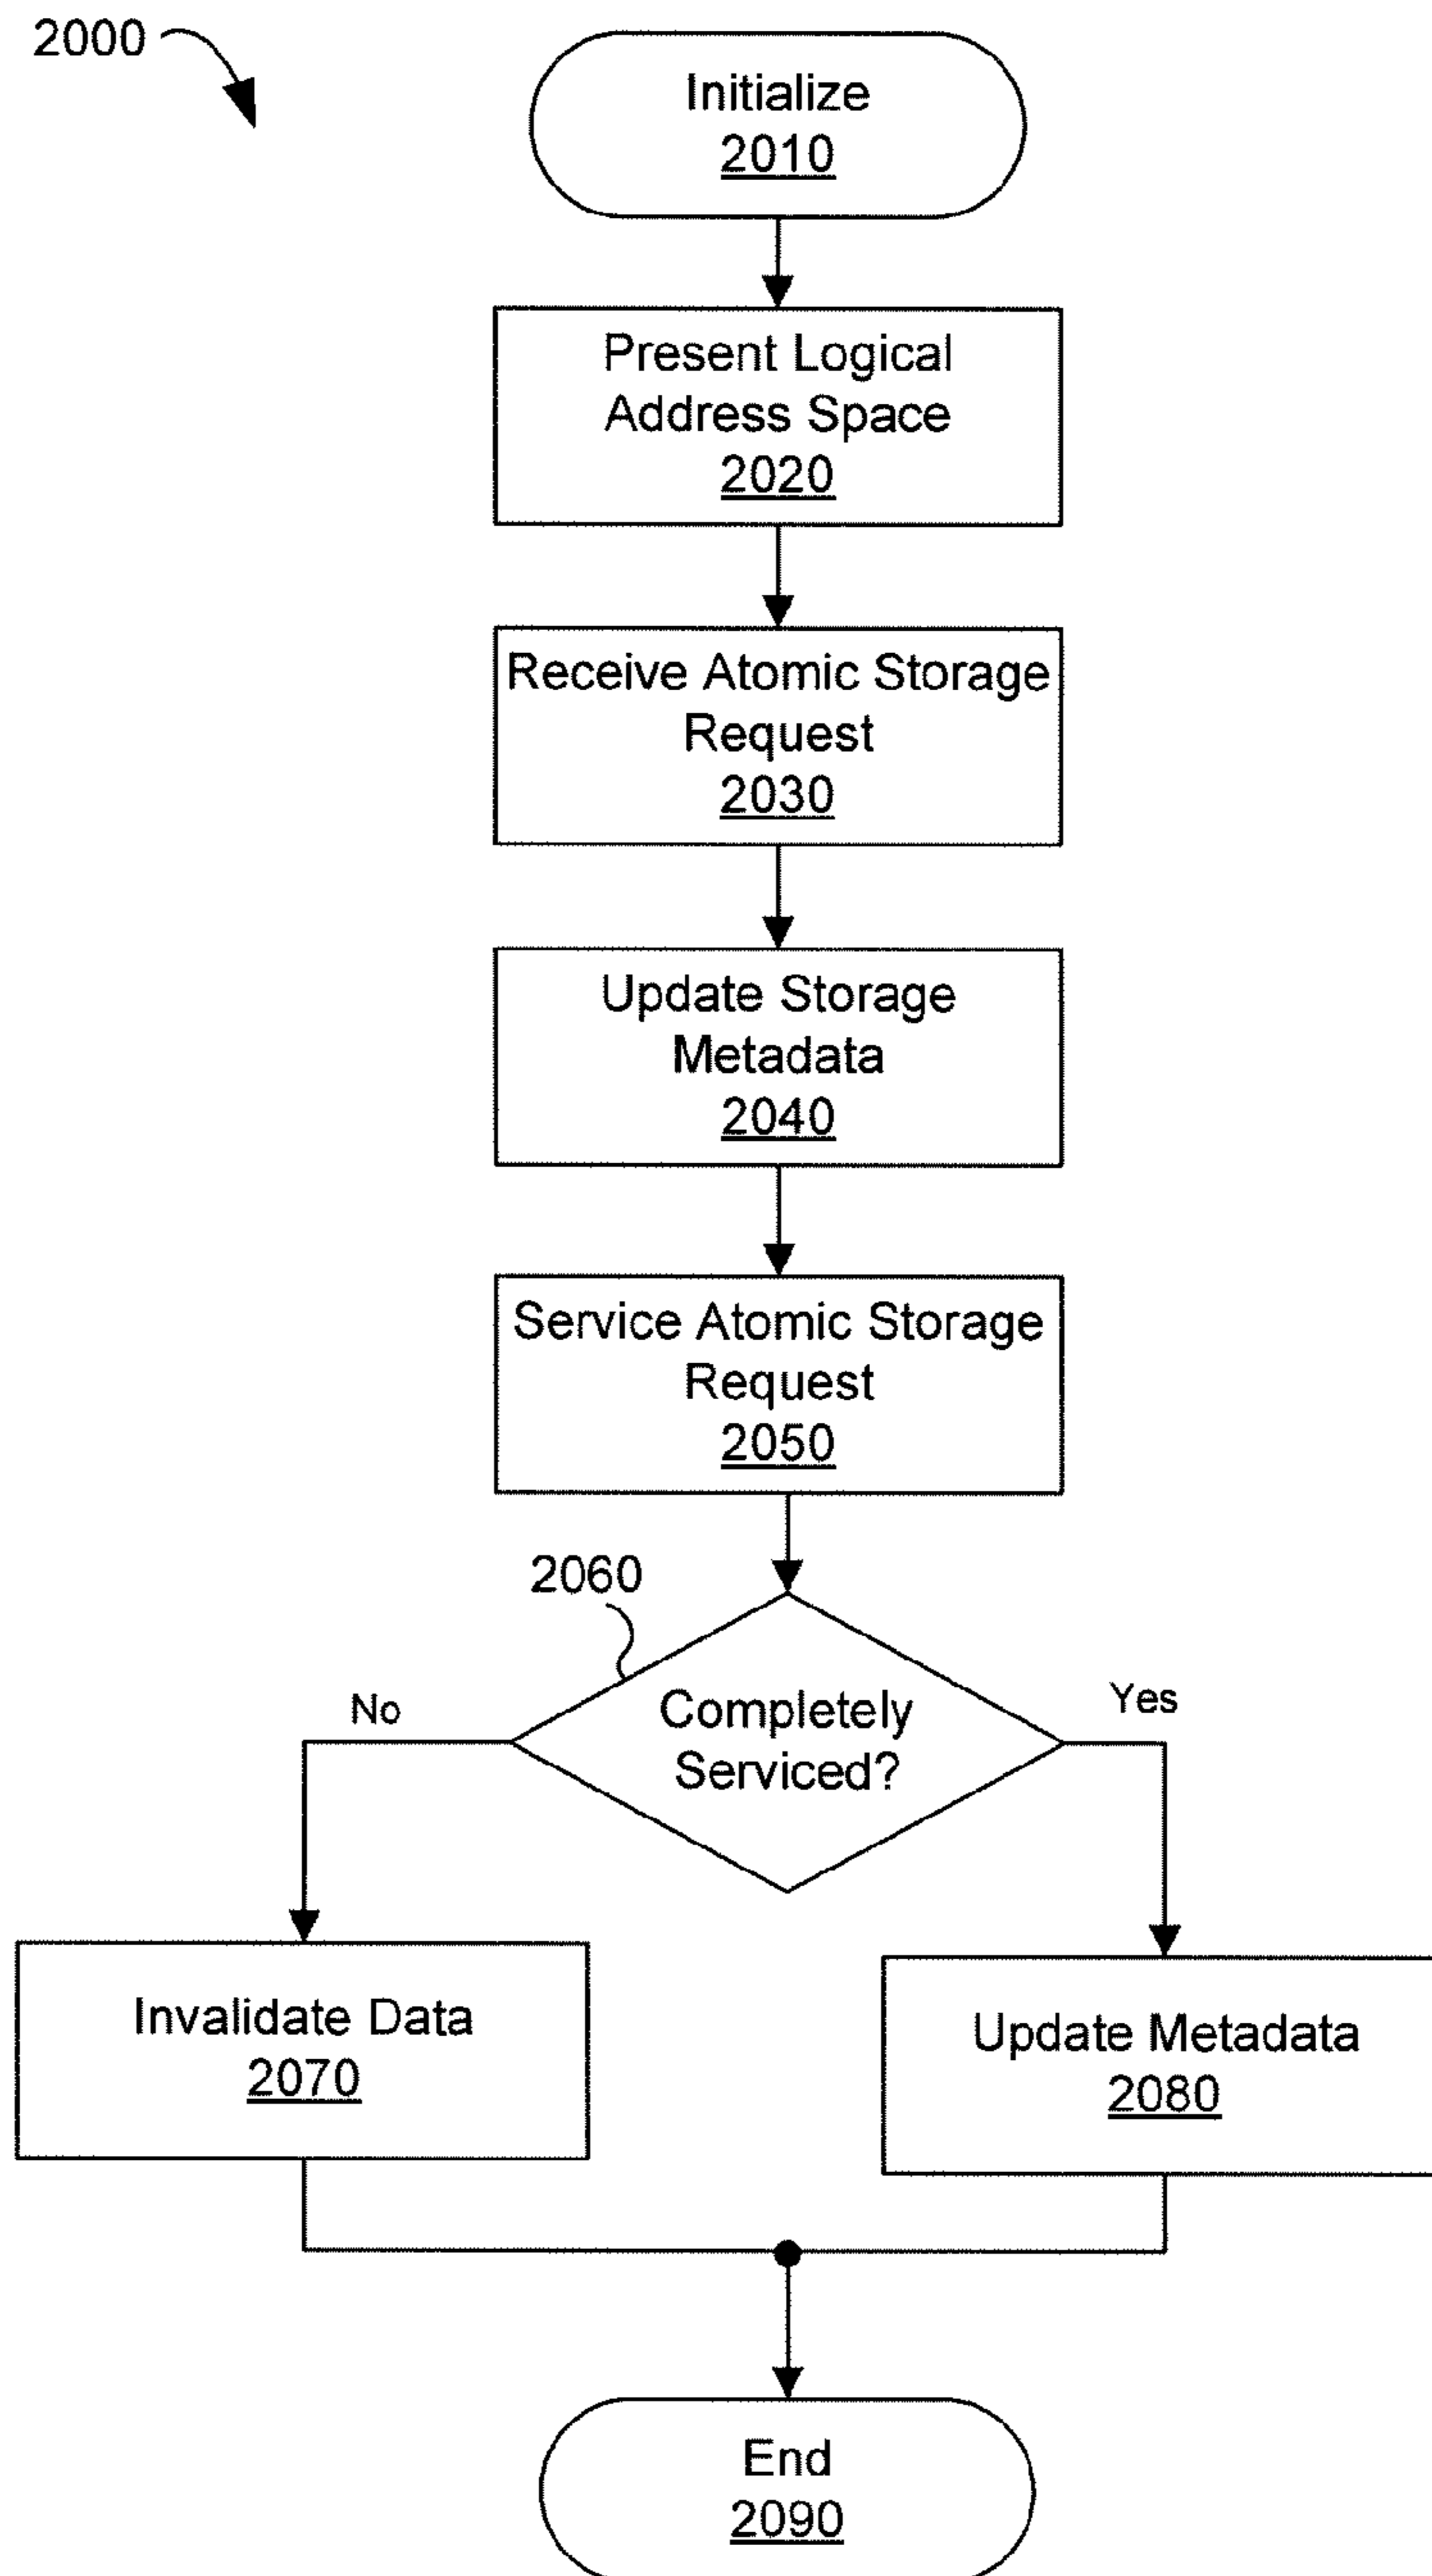 2000
Initialize
2010
Present Logical
Address Space
2020
Receive Atomic Storage
Request
2030
Update Storage
Metadata
2040
Service Atomic Storage
Request
2050
2060
Completely
Serviced?
No
Yes
Invalidate Data
2070
Update Metadata
2080
End
2090